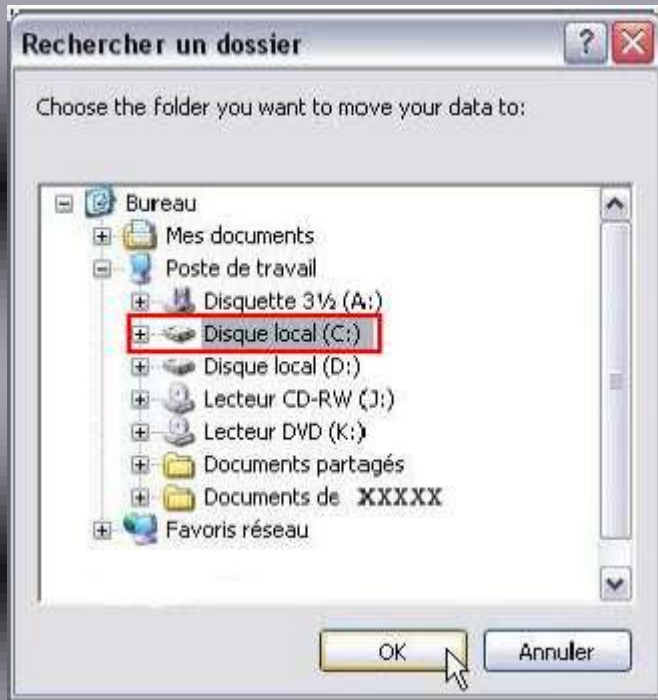 Rechercher un dossier
Choose the folder you want to move your data to:
Bureau
Mes documents
Poste de travail
Disquette 3½ (A:)
Disque local (C:)
Disque local (D:)
Lecteur CD-RW (J:)
Lecteur DVD (K:)
Documents partagés
Documents de XXXXX
Favoris réseau
OK
Annuler